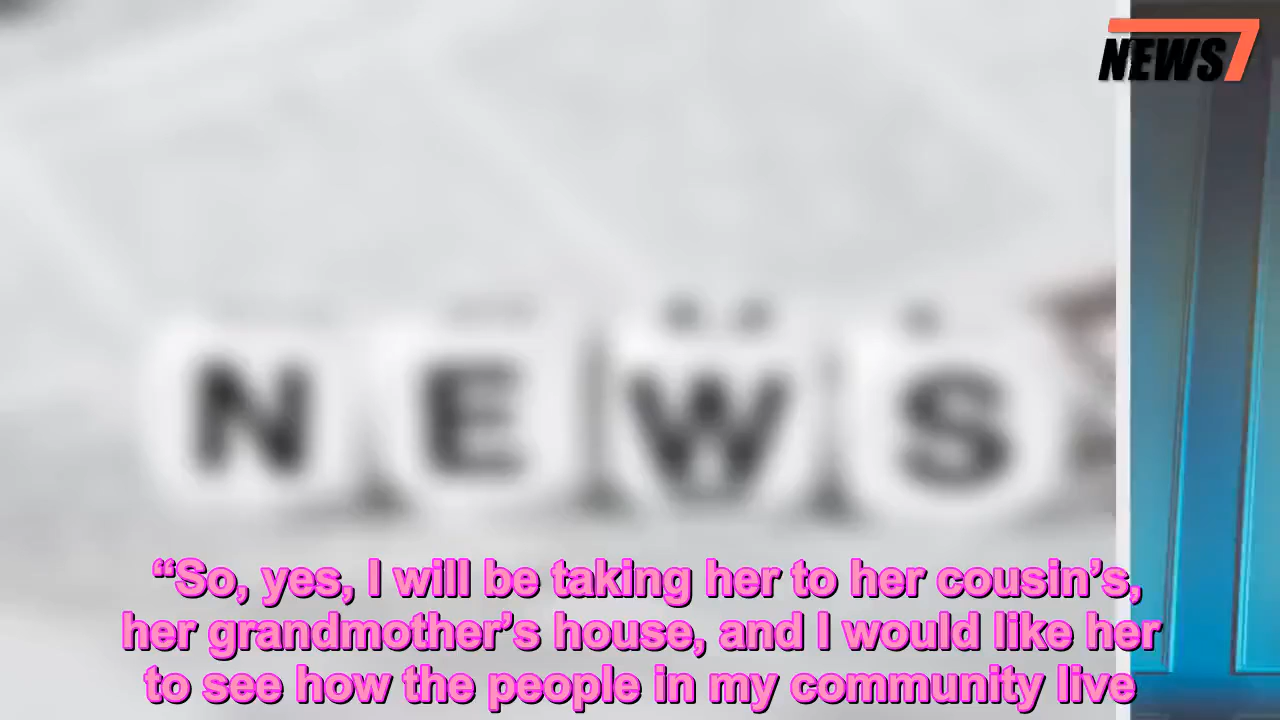 NEWS7
N E W S
“So, yes, I will be taking her to her cousin’s,
her grandmother’s house, and I would like her
to see how the people in my community live